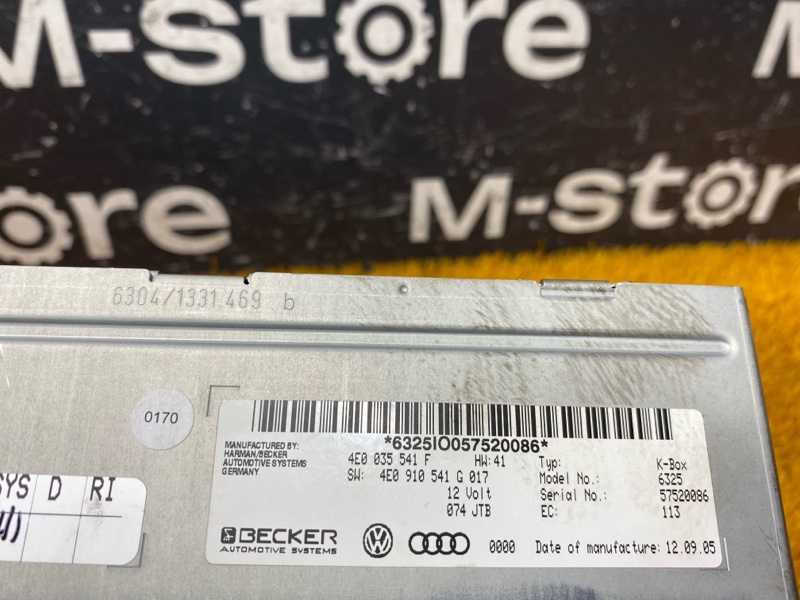 M-store
M-store
6304/1331.469 b
0170
*6325IO057520086*
MANUFACTURED BY:
HARMAN/BECKER
AUTOMOTIVE SYSTEMS
GERMANY
4E0 035 541 F HW: 41
SW: 4E0 910 541 G 017
12 Volt
074 JTB
Typ: K-Box
Model No.: 6325
Serial No.: 57520086
EC: 113
BECKER
AUTOMOTIVE SYSTEMS
0000 Date of manufacture: 12.09.05
SYS D RI